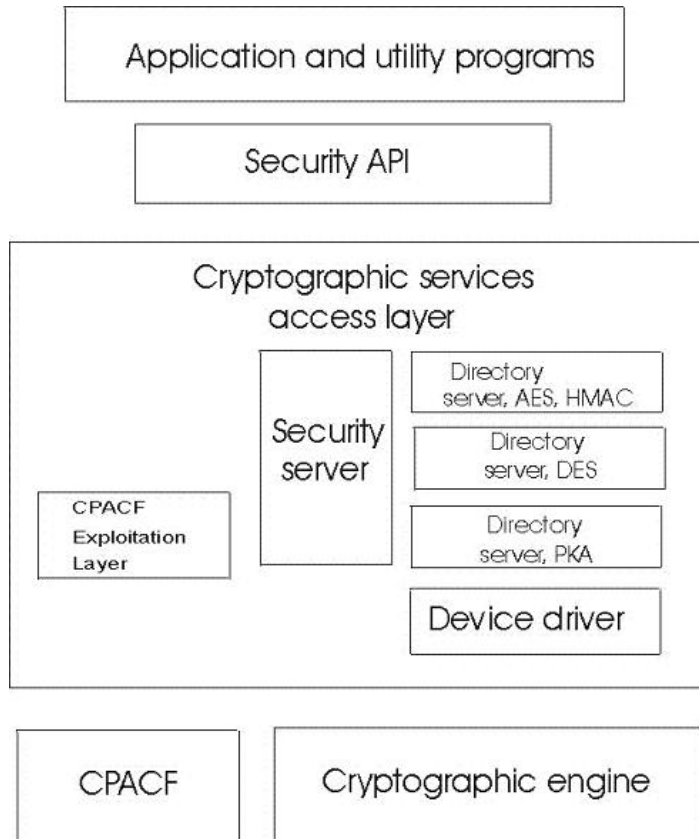 Application and utility programs
Security API
Cryptographic services
access layer
Security
server
Directory
server, AES, HMAC
Directory
server, DES
Directory
server, PKA
CPACF
Exploitation
Layer
Device driver
CPACF
Cryptographic engine